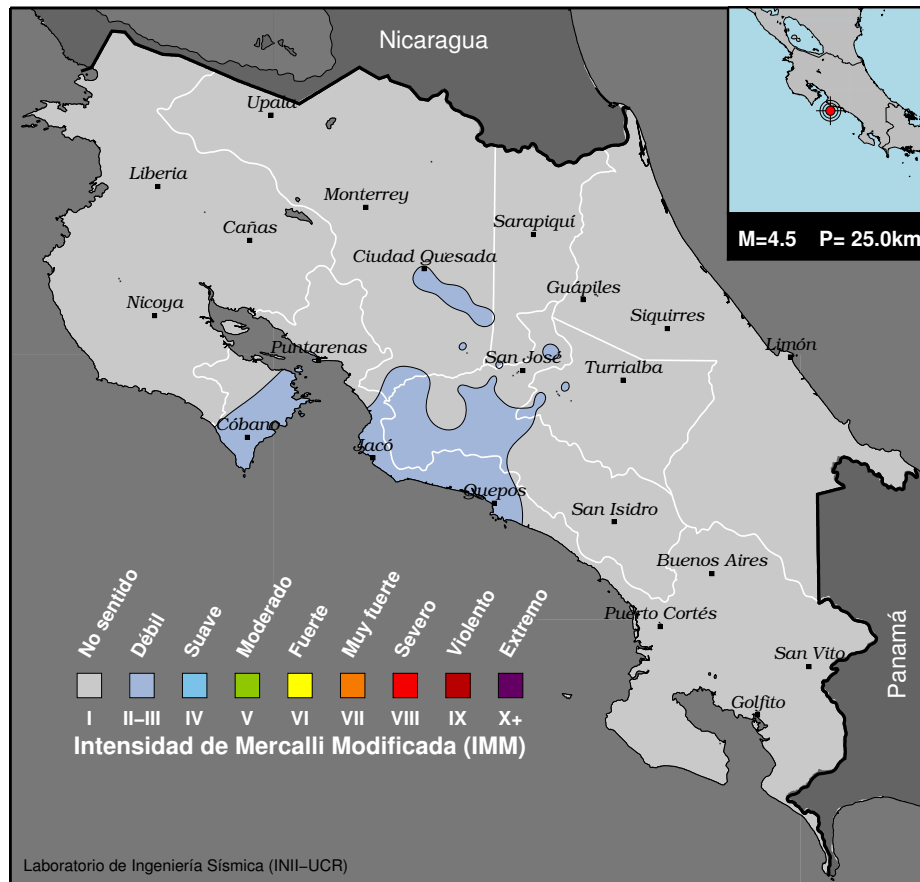 Nicaragua
Upala
Liberia
Monterrey
Cañas
Sarapiquí
M=4.5 P= 25.0km
Ciudad Quesada
Guápiles
Nicoya
Siquirres
Puntarenas
San José
Limón
Turrialba
Cóbano
Jacó
Quepos
San Isidro
Buenos Aires
Puerto Cortés
San Vito
Panamá
Golfito
No sentido
Débil
Suave
Moderado
Fuerte
Muy fuerte
Severo
Violento
Extremo
I II–III IV V VI VII VIII IX X+
Intensidad de Mercalli Modificada (IMM)
Laboratorio de Ingeniería Sísmica (INII–UCR)